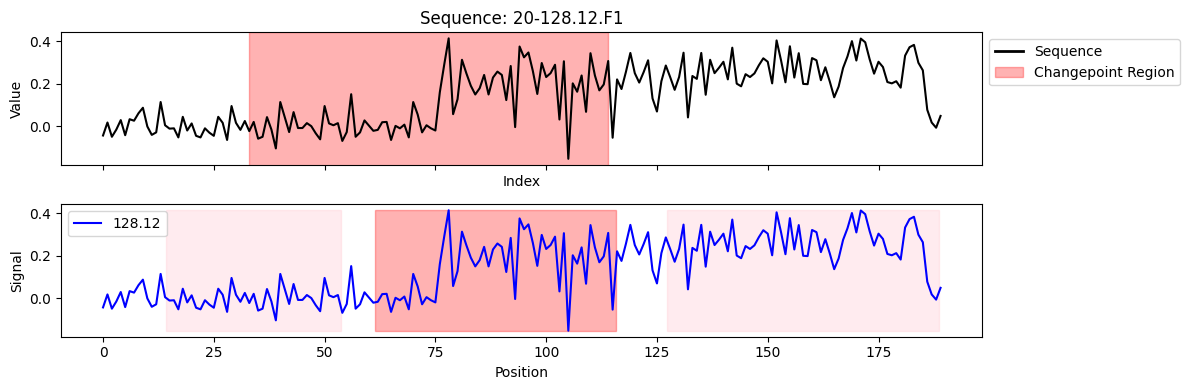 Sequence: 20-128.12.F1
0.4
0.2
0.0
Value
Index
Sequence
Changepoint Region
0.4
0.2
0.0
Signal
128.12
0 25 50 75 100 125 150 175
Position